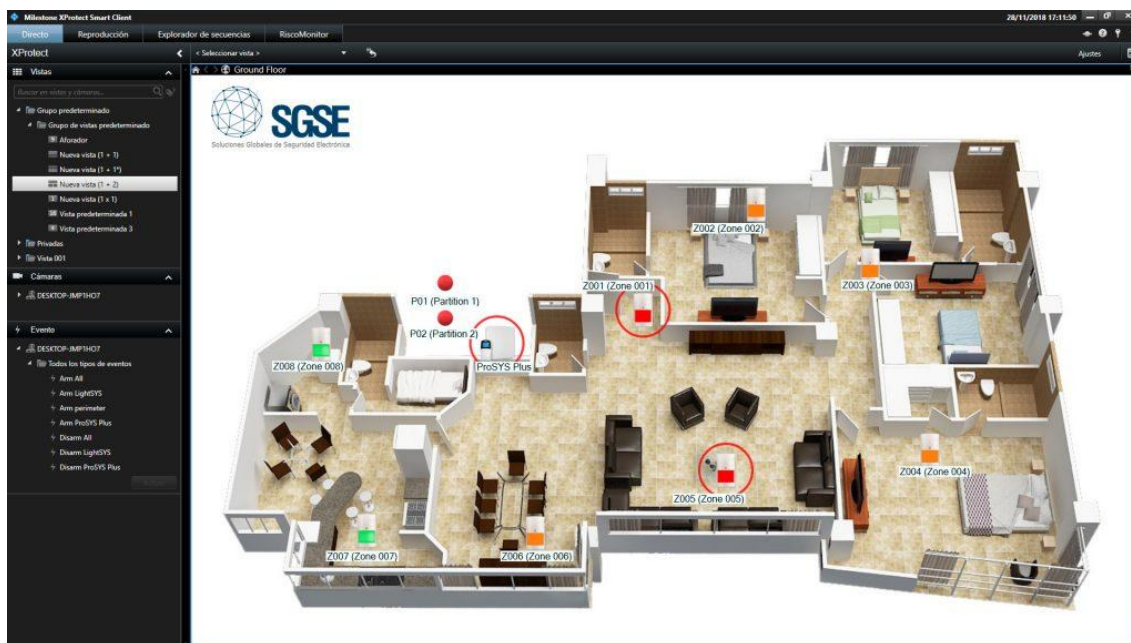 Milestone XProtect Smart Client
28/11/2018 17:11:50
Directo
Reproducción
Explorador de secuencias
RiscoMonitor
XProtect
< Seleccionar vista >
Ajustes
Vistas
Ground Floor
Buscar en vistas y cámaras...
Grupo predeterminado
Grupo de vistas predeterminado
Aforador
Nueva vista (1 + 1)
Nueva vista (1 + 1*)
Nueva vista (1 + 2)
Nueva vista (1 x 1)
Vista predeterminada 1
Vista predeterminada 3
Privadas
Vista 001
Cámaras
DESKTOP-JMP1HO7
Evento
DESKTOP-JMP1HO7
Todos los tipos de eventos
Arm All
Arm LightSYS
Arm perimeter
Arm ProSYS Plus
Disarm All
Disarm LightSYS
Disarm ProSYS Plus
SGSE
Soluciones Globales de Seguridad Electrónica
Z002 (Zone 002)
Z001 (Zone 001)
Z003 (Zone 003)
P01 (Partition 1)
P02 (Partition 2)
Z008 (Zone 008)
ProSYS Plus
Z004 (Zone 004)
Z005 (Zone 005)
Z007 (Zone 007)
Z006 (Zone 006)